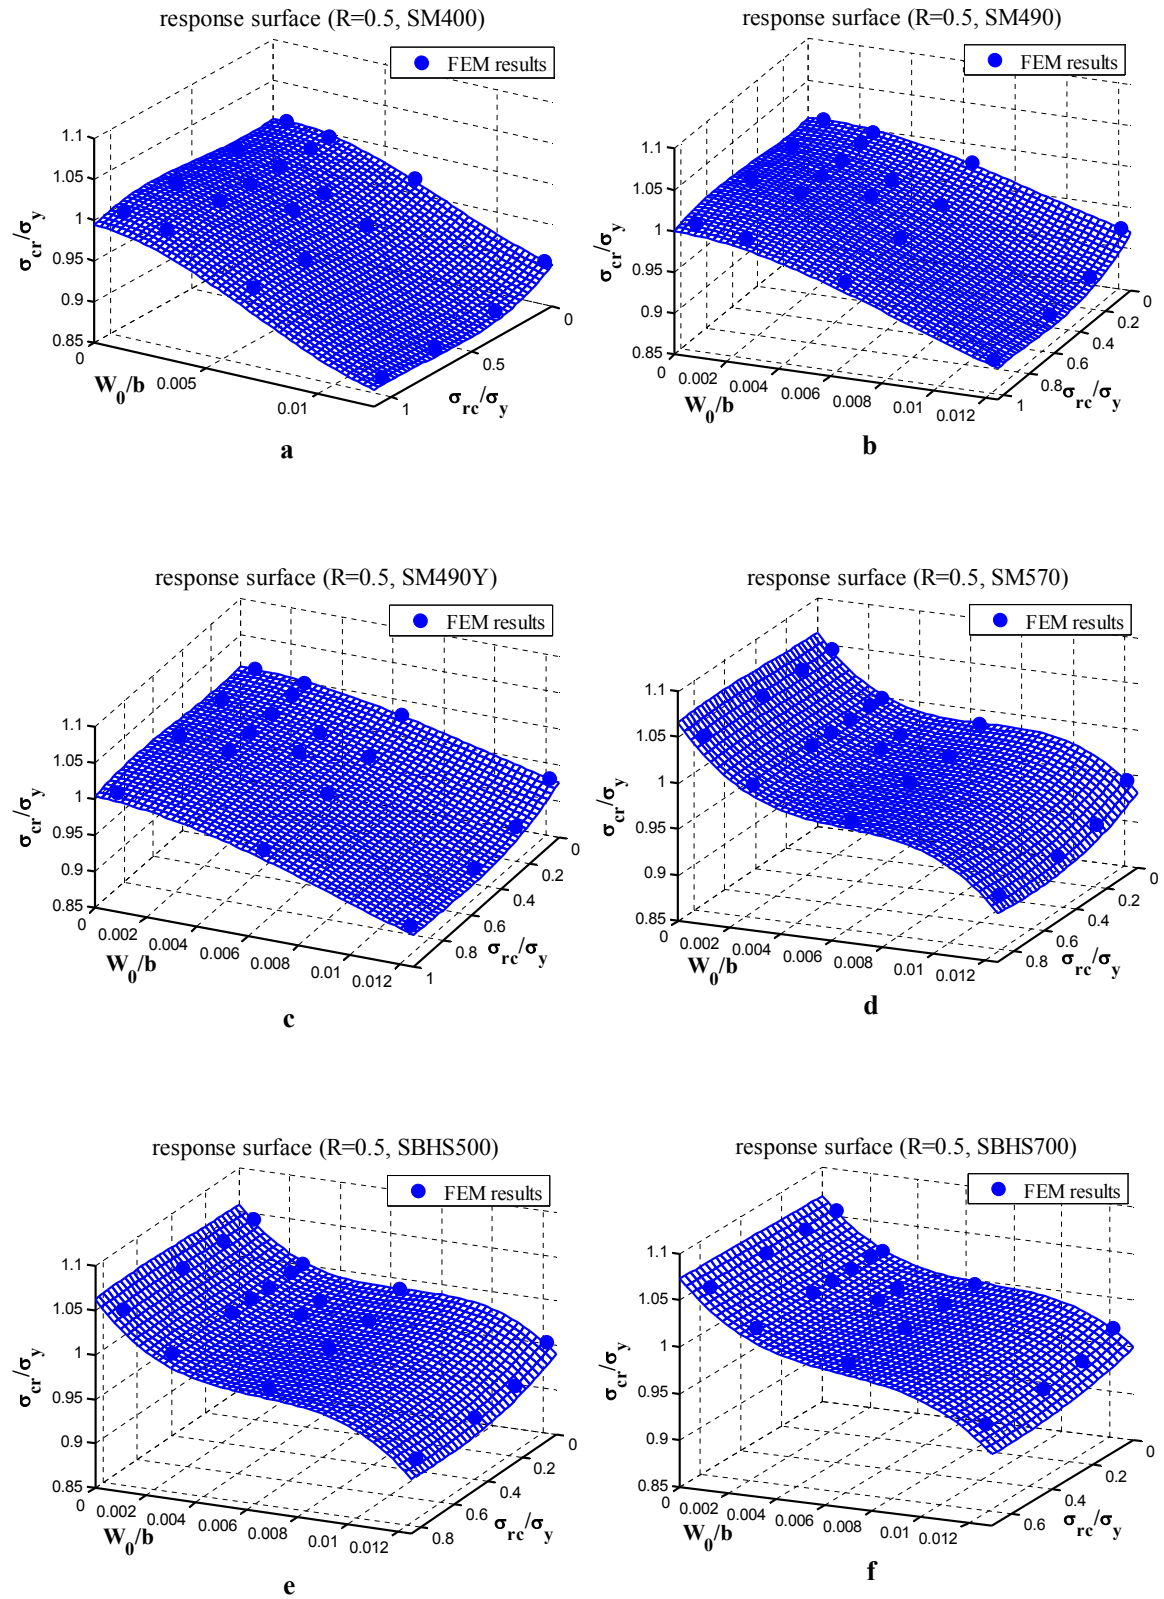 response surface (R=0.5, SM400)
FEM results
1.1
1.05
1
0.95
0.9
0.85
σcr/σy
0
0.005
0.01
W0/b
0
0.5
1
σrc/σy
a
response surface (R=0.5, SM490)
FEM results
1.1
1.05
1
0.95
0.9
0.85
σcr/σy
0
0.002
0.004
0.006
0.008
0.01
0.012
W0/b
0
0.2
0.4
0.6
0.8
1
σrc/σy
b
response surface (R=0.5, SM490Y)
FEM results
1.1
1.05
1
0.95
0.9
0.85
σcr/σy
0
0.002
0.004
0.006
0.008
0.01
0.012
W0/b
0
0.2
0.4
0.6
0.8
1
σrc/σy
c
response surface (R=0.5, SM570)
FEM results
1.1
1.05
1
0.95
0.9
0.85
σcr/σy
0
0.002
0.004
0.006
0.008
0.01
0.012
W0/b
0
0.2
0.4
0.6
0.8
σrc/σy
d
response surface (R=0.5, SBHS500)
FEM results
1.1
1.05
1
0.95
0.9
0.85
σcr/σy
0
0.002
0.004
0.006
0.008
0.01
0.012
W0/b
0
0.2
0.4
0.6
0.8
σrc/σy
e
response surface (R=0.5, SBHS700)
FEM results
1.1
1.05
1
0.95
0.9
0.85
σcr/σy
0
0.002
0.004
0.006
0.008
0.01
0.012
W0/b
0
0.2
0.4
0.6
σrc/σy
f